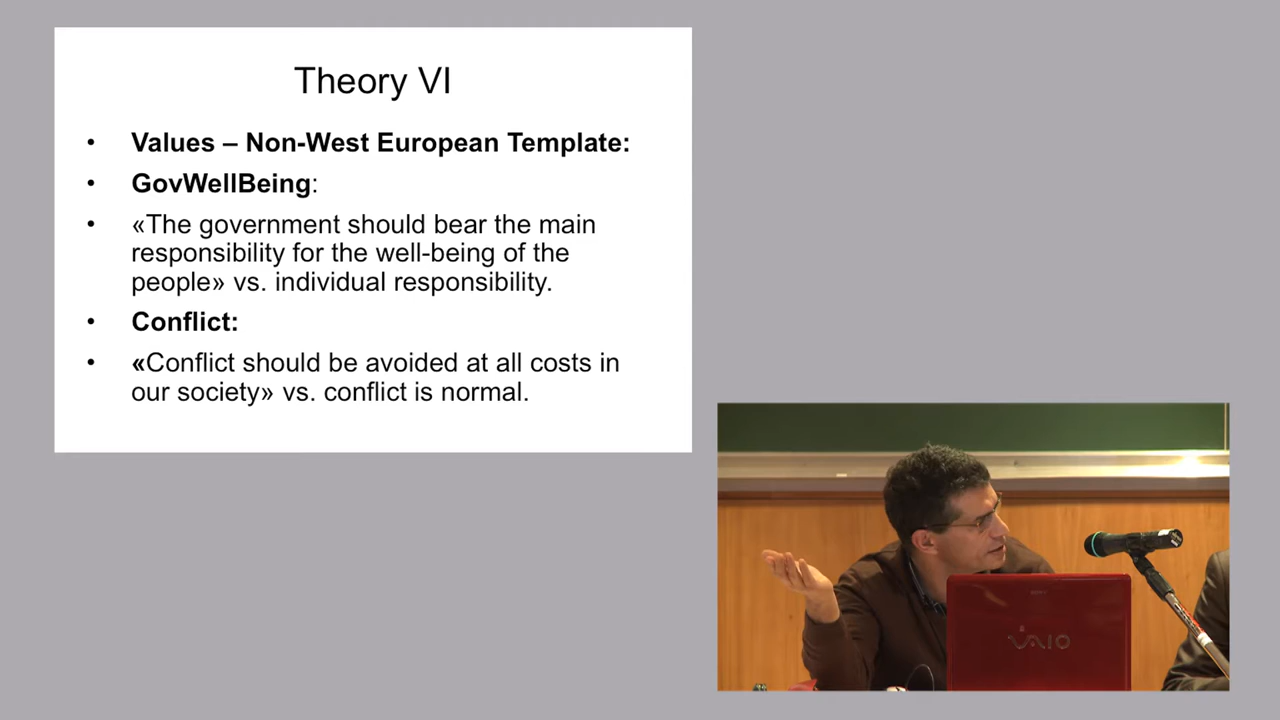 Theory VI
• Values – Non-West European Template:
• GovWellBeing:
• «The government should bear the main
responsibility for the well-being of the
people» vs. individual responsibility.
• Conflict:
• «Conflict should be avoided at all costs in
our society» vs. conflict is normal.
VAIO